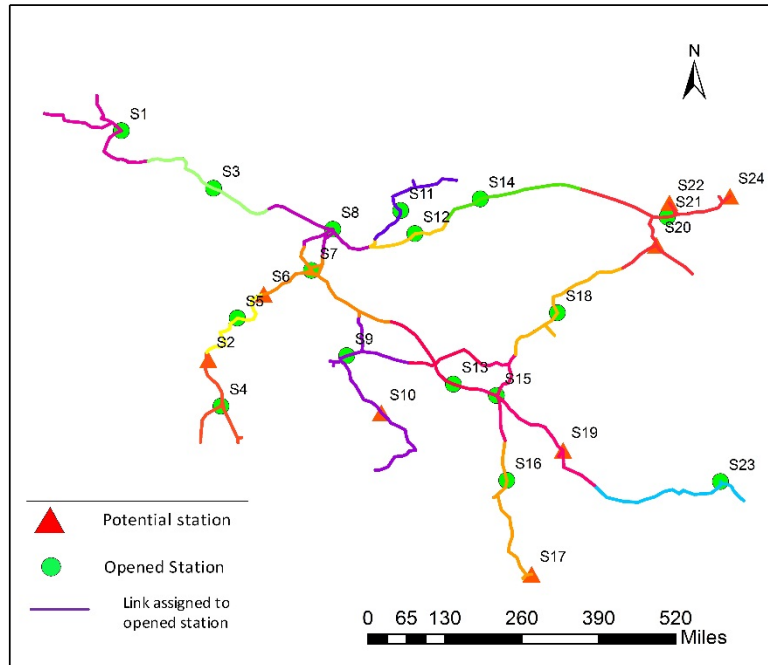 N
S1
S3
S24
S22
S21
S11
S14
S8
S12
S20
S7
S6
S18
S5
S2
S9
S13
S15
S4
S10
S19
S16
S23
S17
Potential station
Opened Station
Link assigned to
opened station
0 65 130 260 390 520
Miles